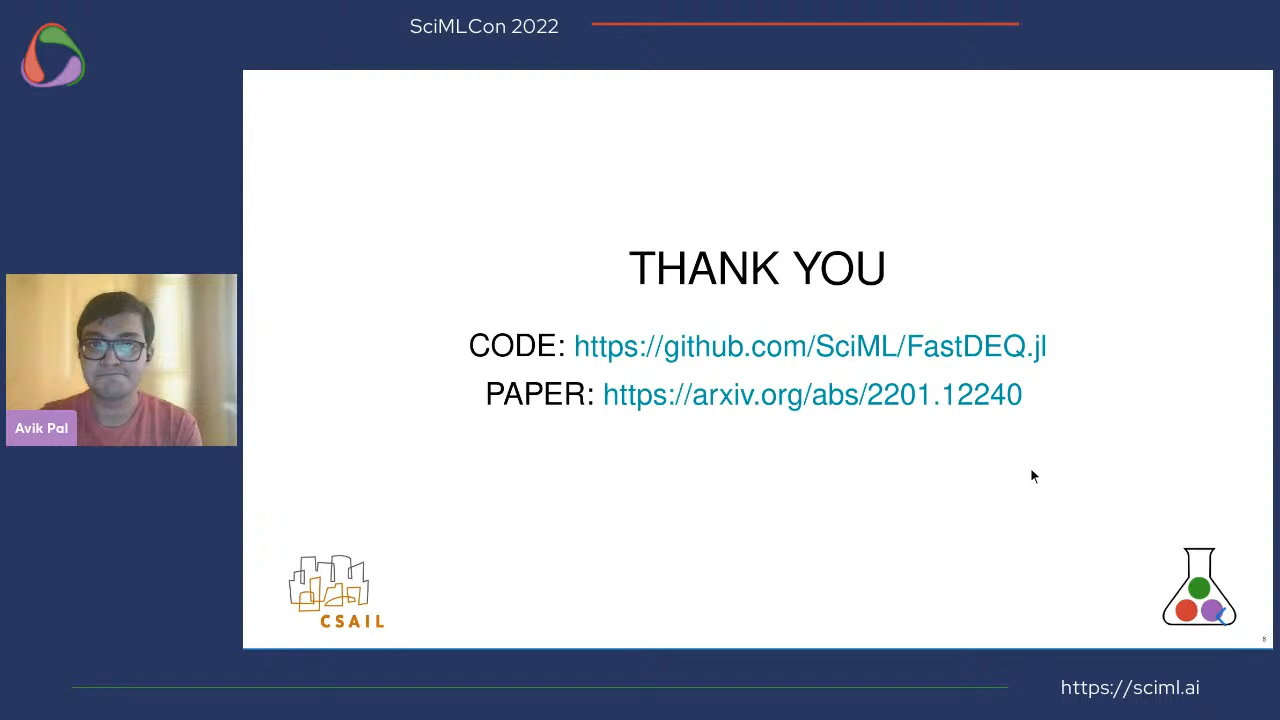 SciMLCon 2022
THANK YOU
CODE: https://github.com/SciML/FastDEQ.jl
PAPER: https://arxiv.org/abs/2201.12240
Avik Pal
CSAIL
https://sciml.ai